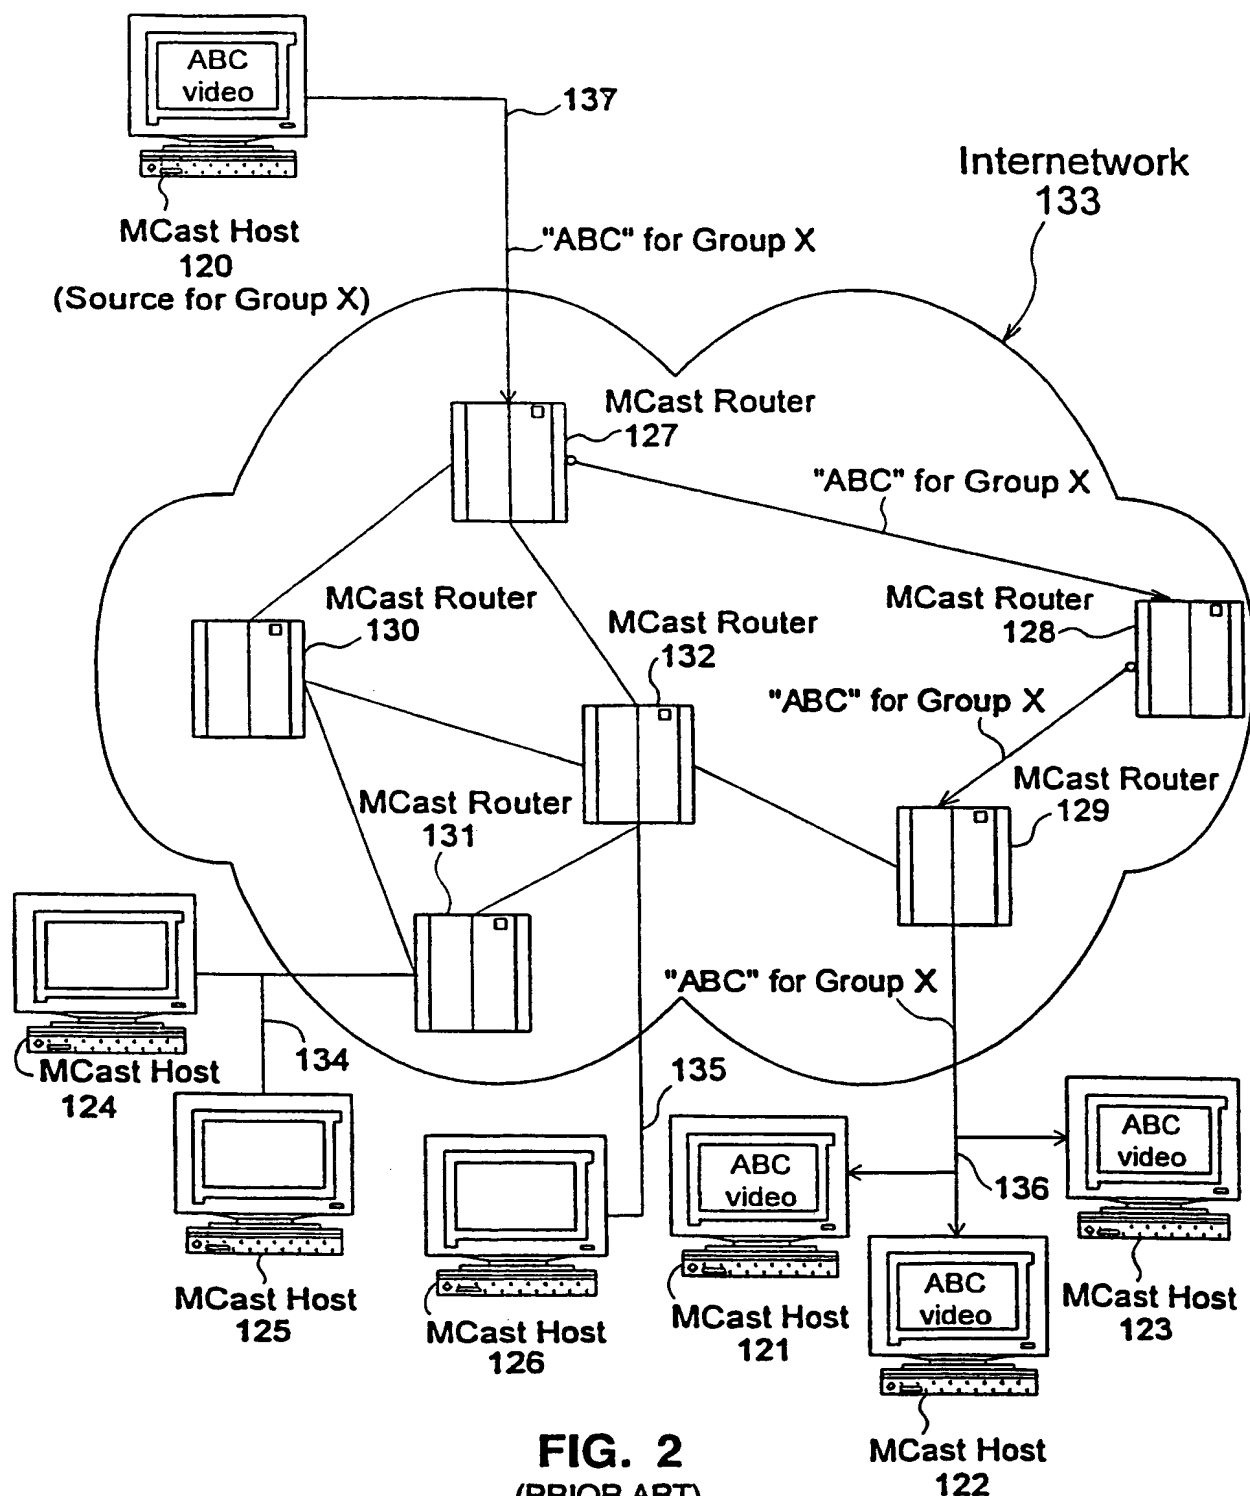 ABC
video
137
Internetwork
133
MCast Host
120
(Source for Group X)
"ABC" for Group X
MCast Router
127
"ABC" for Group X
MCast Router
130
MCast Router
132
MCast Router
128
"ABC" for Group X
MCast Router
129
MCast Router
131
"ABC" for Group X
134
MCast Host
124
135
ABC
video
ABC
video
136
MCast Host
125
MCast Host
126
MCast Host
121
ABC
video
MCast Host
123
MCast Host
122
FIG. 2
(PRIOR ART)